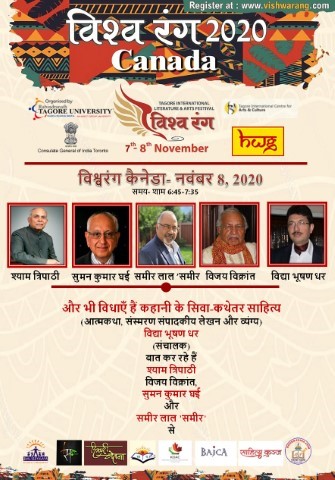 Register at : www.vishwarang.com
विश्व रंग 2020
Canada
Organised by
Rabindranath
TAGORE UNIVERSITY
TAGORE INTERNATIONAL
LITERATURE & ARTS FESTIVAL
विश्व रंग
Tagore International Centre for
Arts & Culture
Consulate General of India Toronto
7th- 8th November
hwg
विश्वरंग कैनेडा- नवंबर 8, 2020
समय- शाम 6:45-7:35
श्याम त्रिपाठी
सुमन कुमार घई
समीर लाल 'समीर'
विजय विक्रांत
विद्या भूषण धर
और भी विधाएँ हैं कहानी के सिवा-कथेतर साहित्य
(आत्मकथा, संस्मरण संपादकीय लेखन और व्यंग्य)
विद्या भूषण धर
(संचालक)
बात कर रहे हैं
श्याम त्रिपाठी
विजय विक्रांत,
सुमन कुमार घई
और
समीर लाल 'समीर'
से
BAJCA
साहित्य कुञ्ज